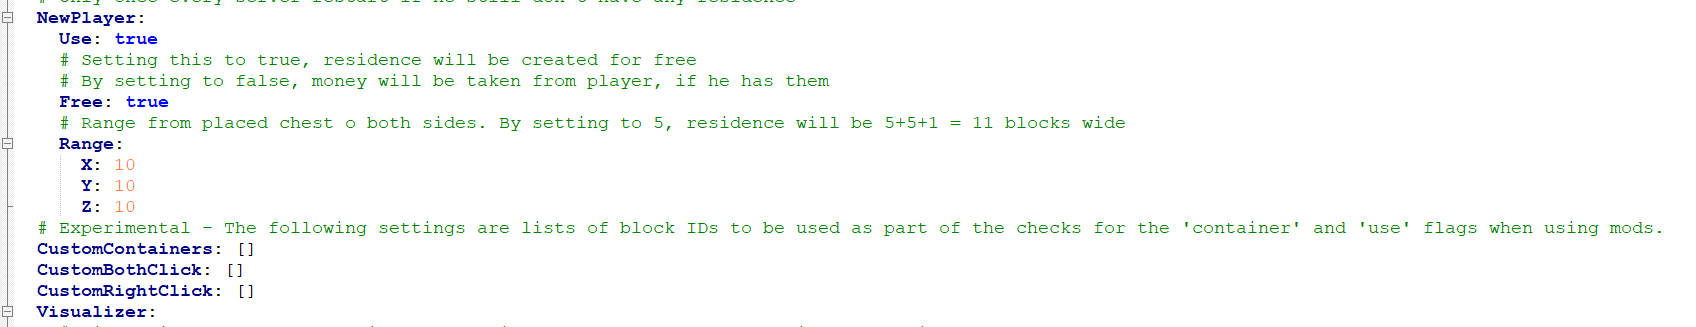 NewPlayer:
Use: true
# Setting this to true, residence will be created for free
# By setting to false, money will be taken from player, if he has them
Free: true
# Range from placed chest o both sides. By setting to 5, residence will be 5+5+1 = 11 blocks wide
Range:
X: 10
Y: 10
Z: 10
# Experimental - The following settings are lists of block IDs to be used as part of the checks for the 'container' and 'use' flags when using mods.
CustomContainers: []
CustomBothClick: []
CustomRightClick: []
Visualizer: